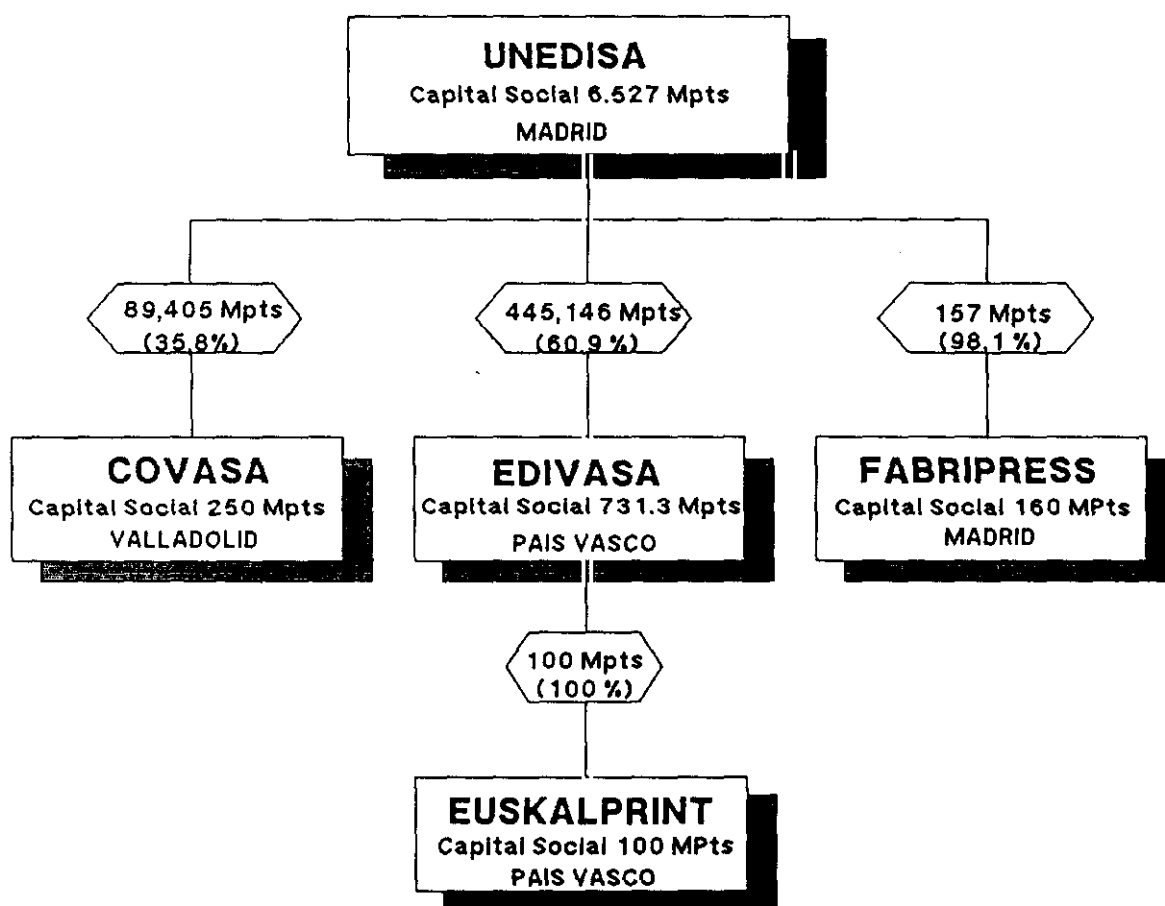 UNEDISA
Capital Social 6.527 Mpts
MADRID
89,405 Mpts
(35,8%)
445,146 Mpts
(60,9 %)
157 Mpts
(98,1 %)
COVASA
Capital Social 250 Mpts
VALLADOLID
EDIVASA
Capital Social 731.3 Mpts
PAIS VASCO
FABRIPRESS
Capital Social 160 MPts
MADRID
100 Mpts
(100 %)
EUSKALPRINT
Capital Social 100 MPts
PAIS VASCO